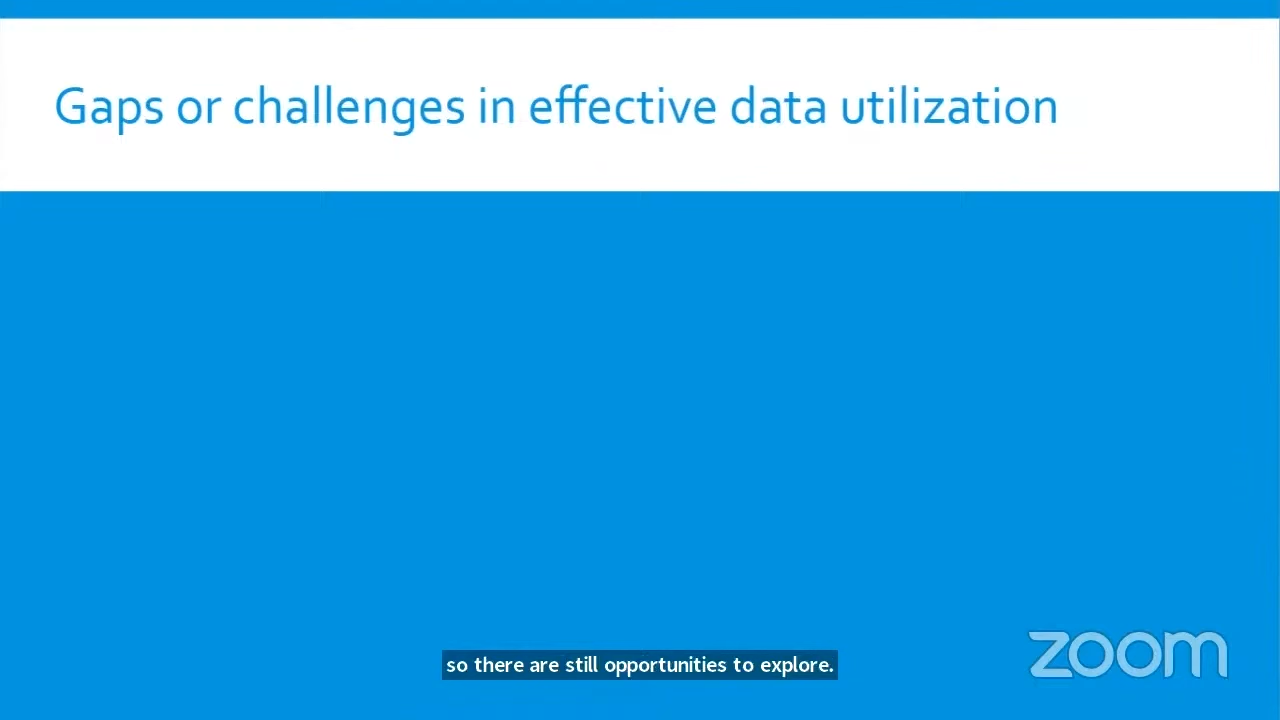 Gaps or challenges in effective data utilization
so there are still opportunities to explore.
zoom